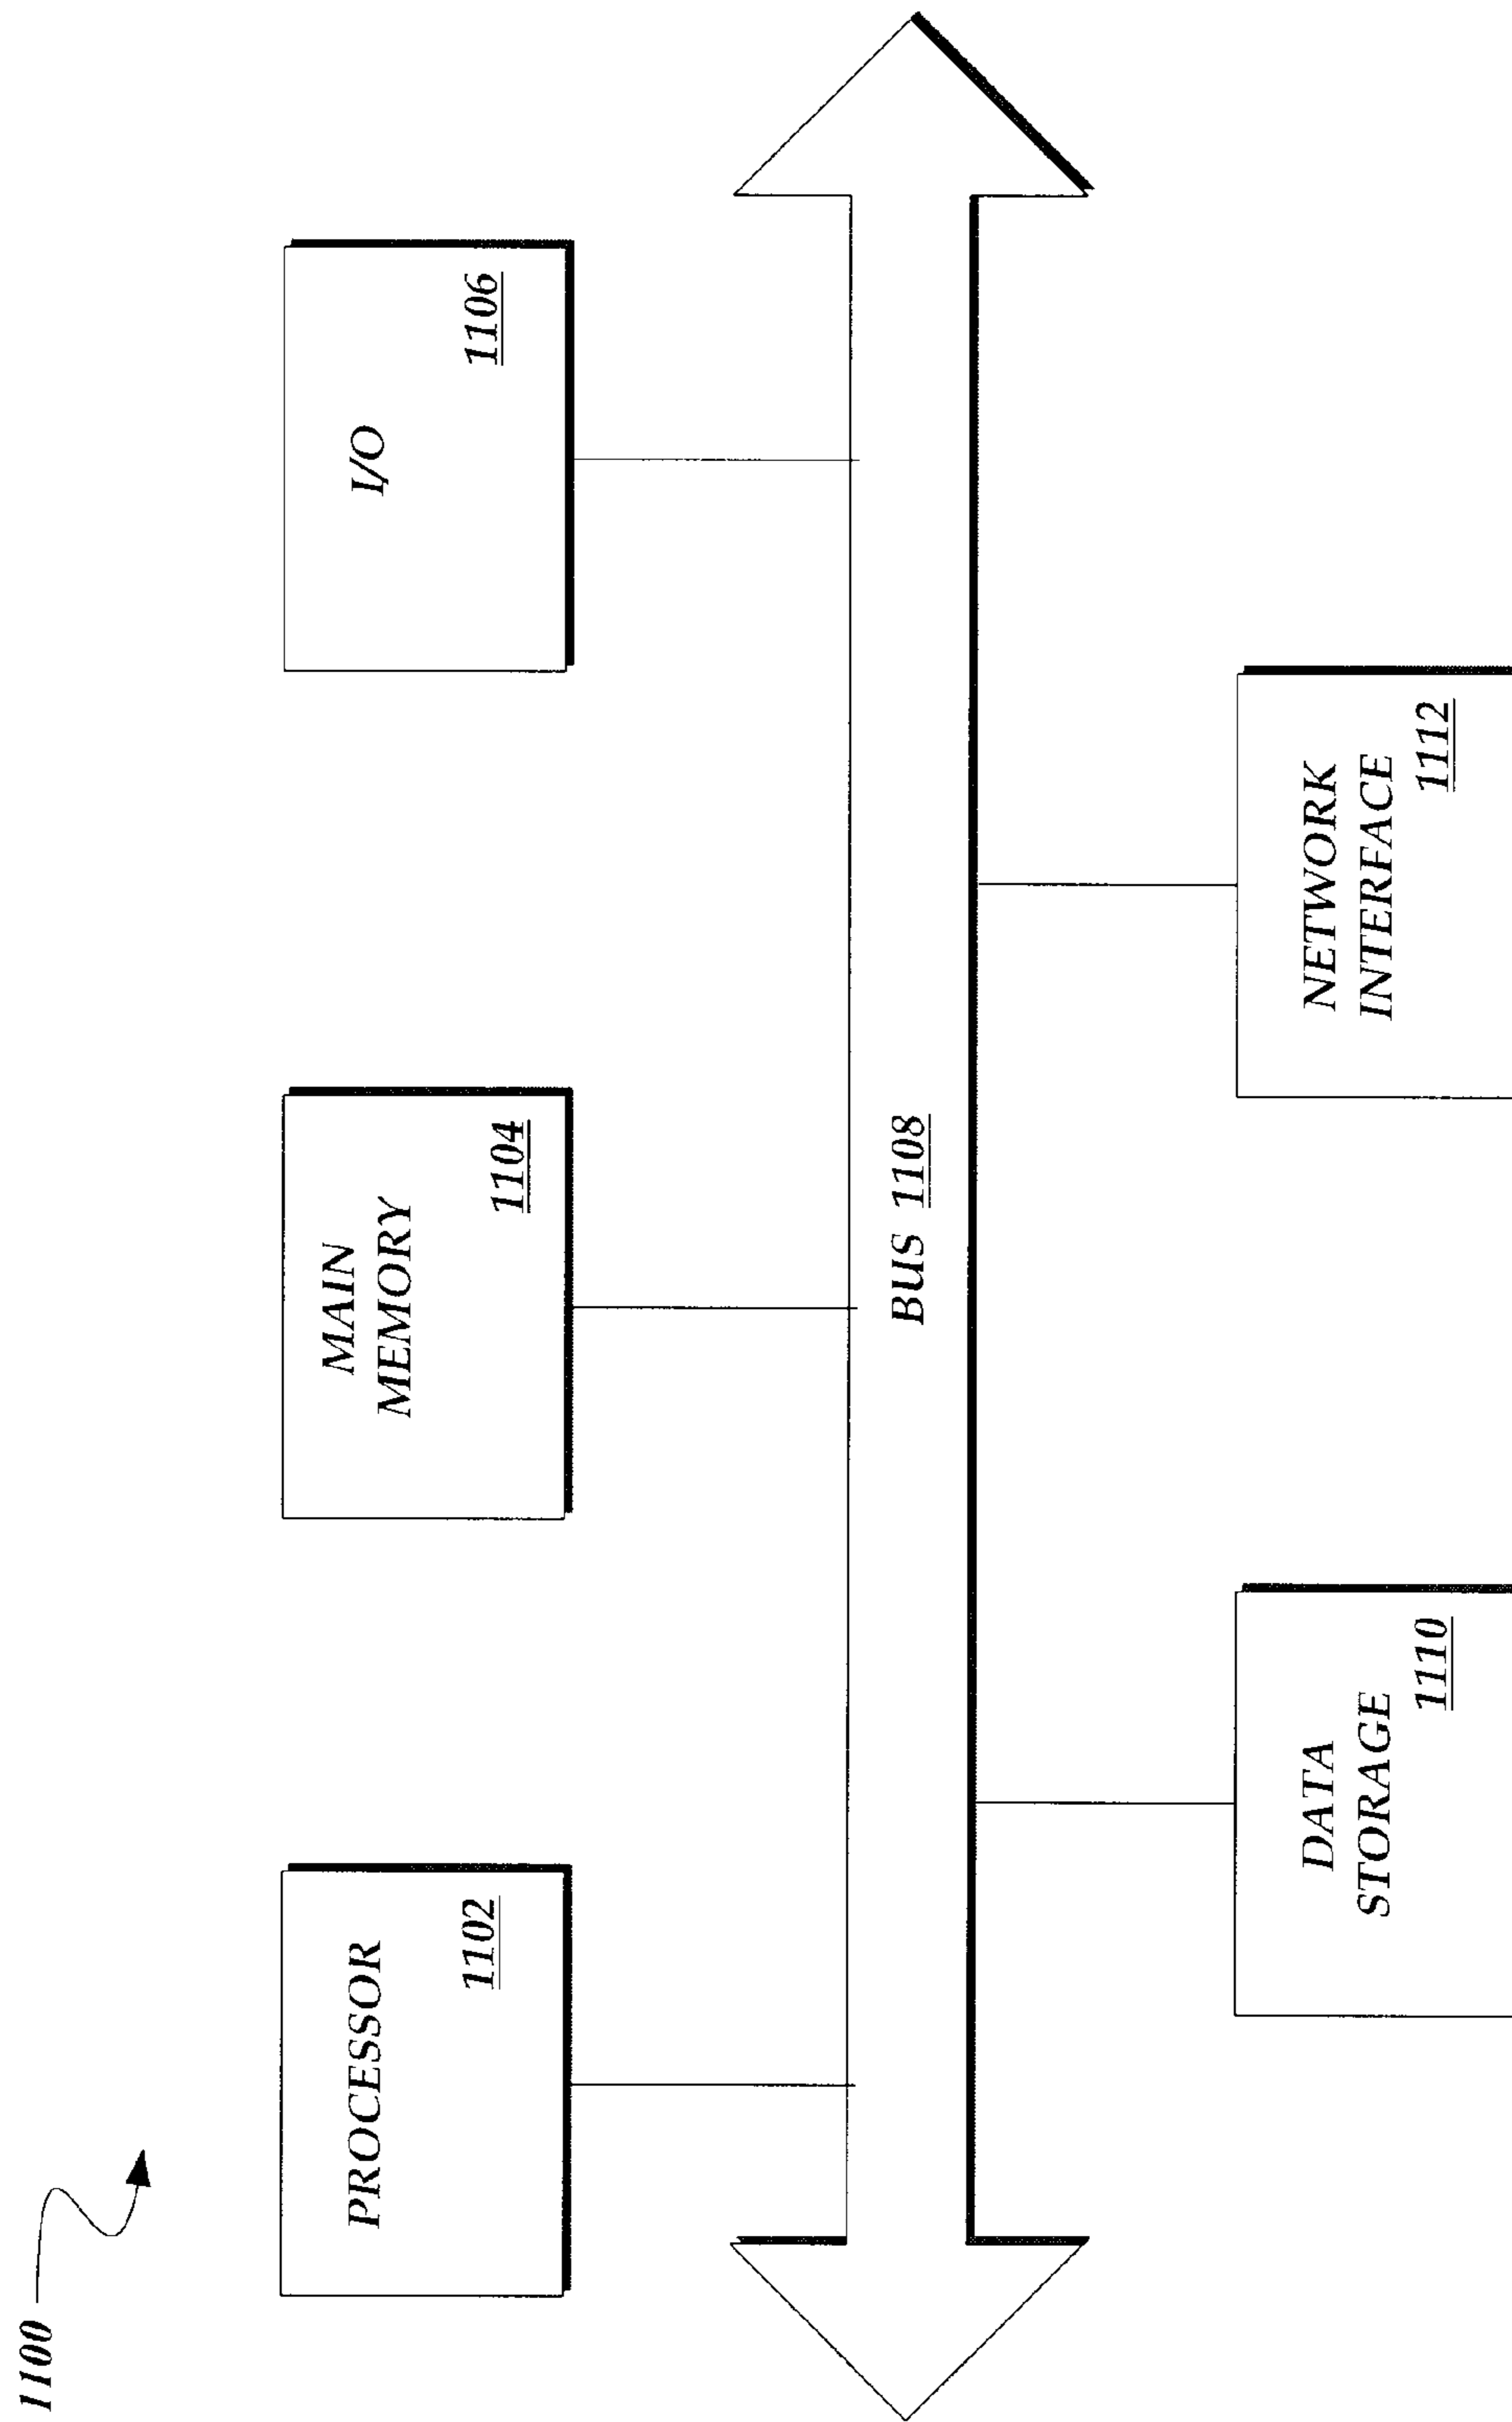 1100
PROCESSOR
1102
MAIN
MEMORY
1104
I/O
1106
BUS 1108
DATA
STORAGE
1110
NETWORK
INTERFACE
1112